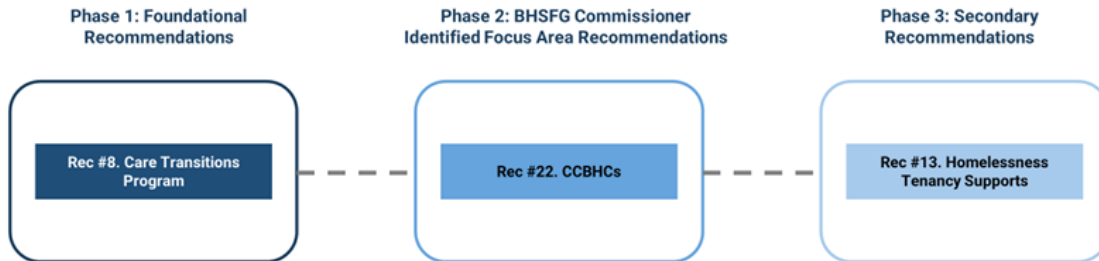 Phase 1: Foundational
Recommendations
Phase 2: BHSFG Commissioner
Identified Focus Area Recommendations
Phase 3: Secondary
Recommendations
Rec #8. Care Transitions
Program
Rec #22. CCBHCs
Rec #13. Homelessness
Tenancy Supports